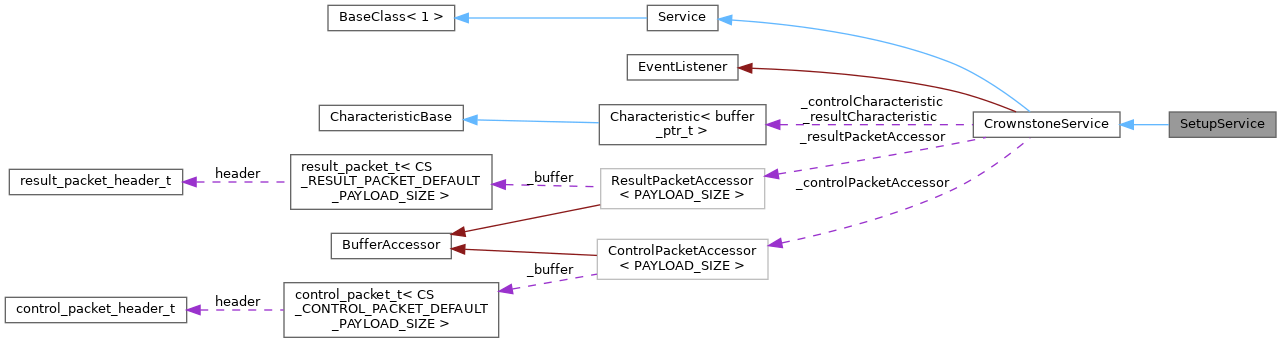 BaseClass< 1 >
Service
EventListener
CharacteristicBase
Characteristic< buffer
_ptr_t >
_controlCharacteristic
_resultCharacteristic
CrownstoneService
SetupService
_resultPacketAccessor
result_packet_header_t
header
result_packet_t< CS
_RESULT_PACKET_DEFAULT
_PAYLOAD_SIZE >
_buffer
ResultPacketAccessor
< PAYLOAD_SIZE >
_controlPacketAccessor
BufferAccessor
ControlPacketAccessor
< PAYLOAD_SIZE >
_buffer
control_packet_header_t
header
control_packet_t< CS
_CONTROL_PACKET_DEFAULT
_PAYLOAD_SIZE >